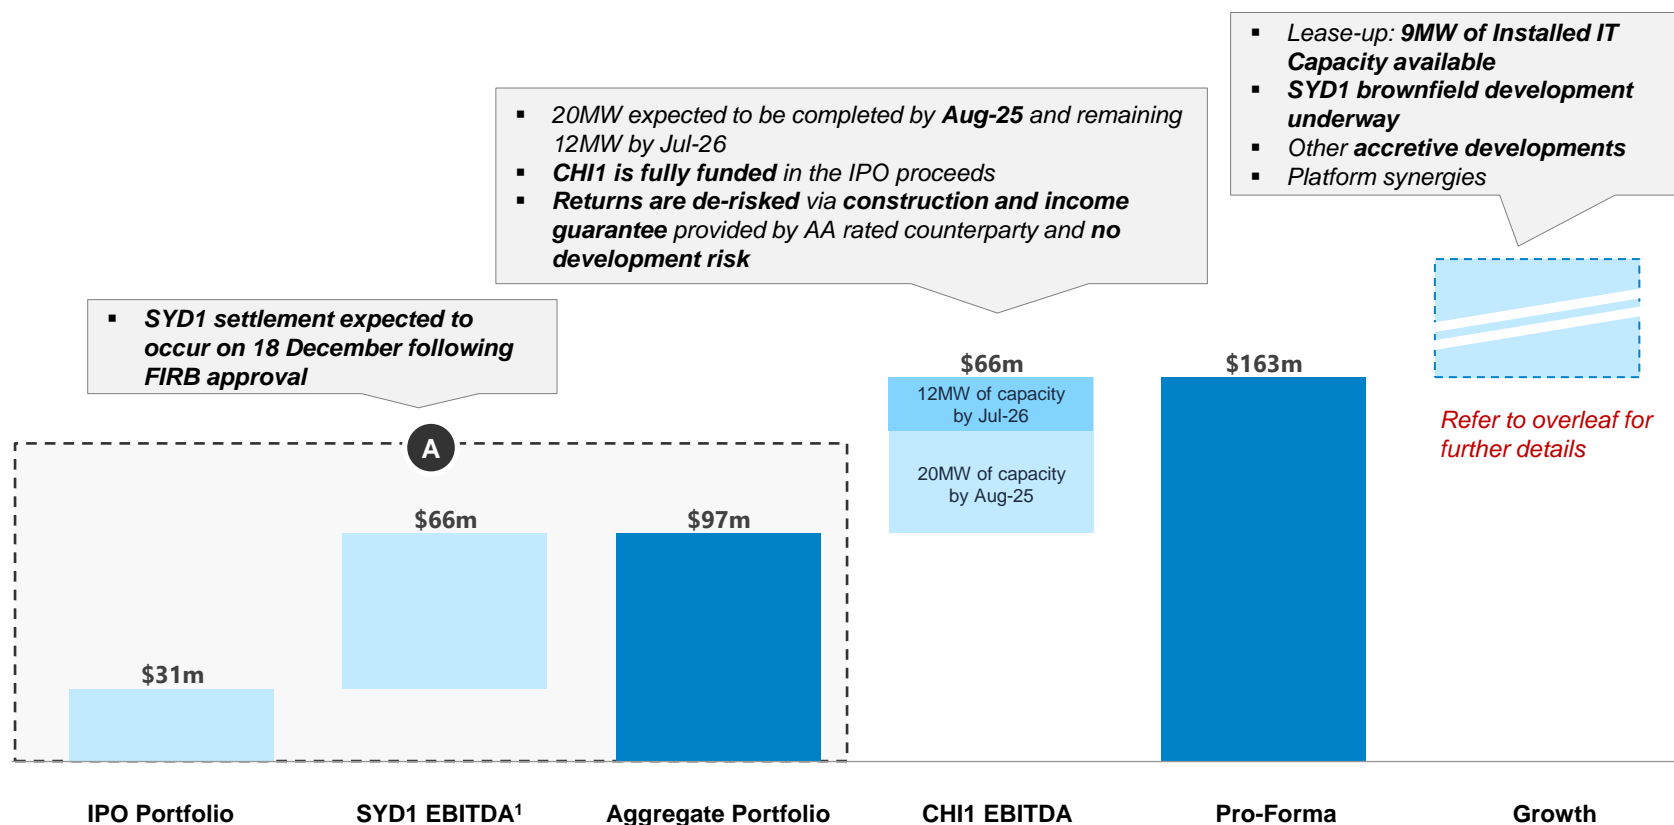 ▪ Lease-up: 9MW of Installed IT
Capacity available
▪ SYD1 brownfield development
underway
▪ Other accretive developments
▪ Platform synergies
▪ 20MW expected to be completed by Aug-25 and remaining
12MW by Jul-26
▪ CHI1 is fully funded in the IPO proceeds
▪ Returns are de-risked via construction and income
guarantee provided by AA rated counterparty and no
development risk
▪ SYD1 settlement expected to
occur on 18 December following
FIRB approval
A
$31m
$66m
$97m
$66m
12MW of capacity
by Jul-26
20MW of capacity
by Aug-25
$163m
Refer to overleaf for
further details
IPO Portfolio
SYD1 EBITDA¹
Aggregate Portfolio
CHI1 EBITDA
Pro-Forma
Growth